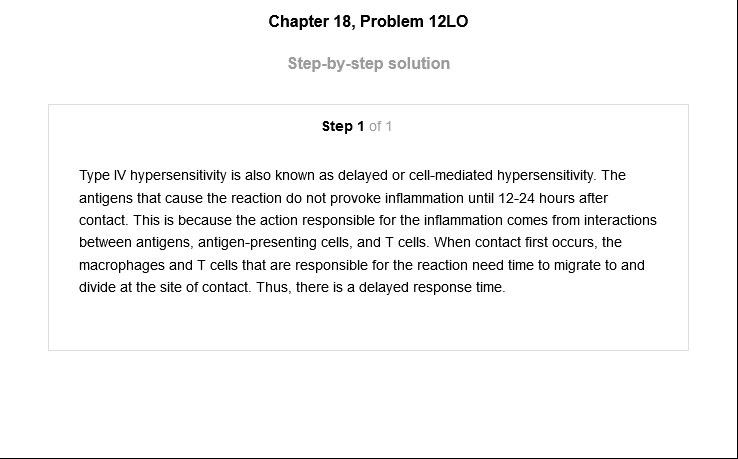 Chapter 18, Problem 12LO
Step-by-step solution
Step 1 of 1
Type IV hypersensitivity is also known as delayed or cell-mediated hypersensitivity. The
antigens that cause the reaction do not provoke inflammation until 12-24 hours after
contact. This is because the action responsible for the inflammation comes from interactions
between antigens, antigen-presenting cells, and T cells. When contact first occurs, the
macrophages and T cells that are responsible for the reaction need time to migrate to and
divide at the site of contact. Thus, there is a delayed response time.